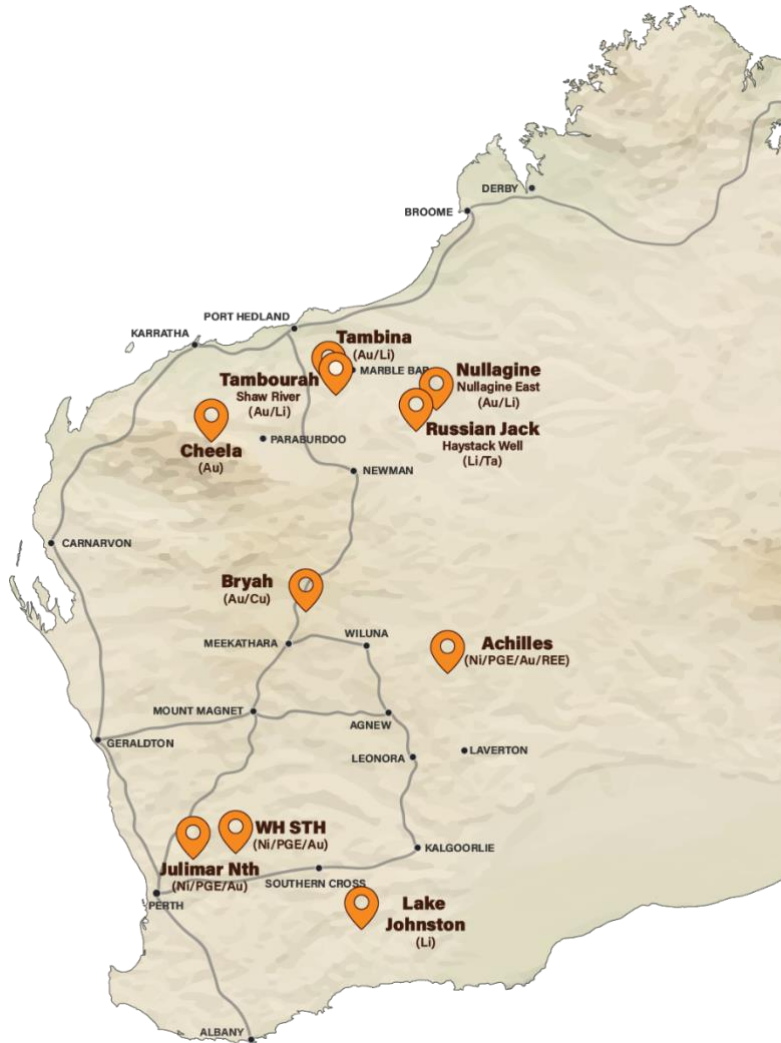 DERBY
BROOME
PORT HEDLAND
KARRATHA
Tambina
(Au/Li)
MARBLE BAR
Tambourah
Shaw River
(Au/Li)
Nullagine
Nullagine East
(Au/Li)
Russian Jack
Haystack Well
(Li/Ta)
Cheela
(Au)
PARABURDOO
NEWMAN
CARNARVON
Bryah
(Au/Cu)
MEEKATHARA
WILUNA
Achilles
(Ni/PGE/Au/REE)
MOUNT MAGNET
AGNEW
GERALDTON
LEONORA
LAVERTON
WH STH
(Ni/PGE/Au)
KALGOORLIE
Julimar Nth
(Ni/PGE/Au)
SOUTHERN CROSS
PERTH
Lake
Johnston
(Li)
ALBANY